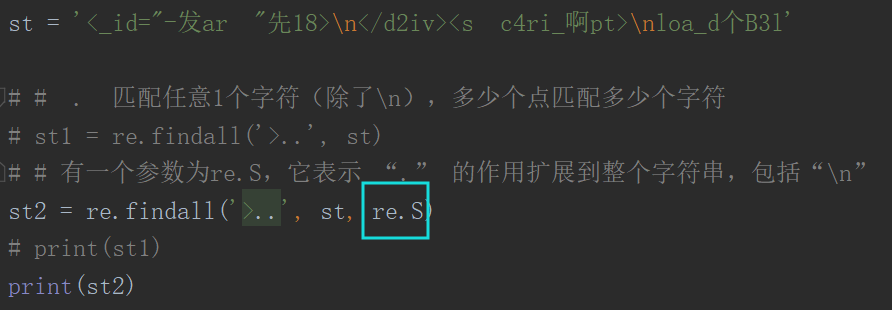 st = '<_id="-发ar  "先18>\n</d2iv><s  c4ri_啊pt>\nloa_d个B3l'
# #  .  匹配任意1个字符（除了\n），多少个点匹配多少个字符
# st1 = re.findall('>..', st)
# # 有一个参数为re.S，它表示 “.” 的作用扩展到整个字符串，包括“\n”
st2 = re.findall('>..', st, re.S)
# print(st1)
print(st2)